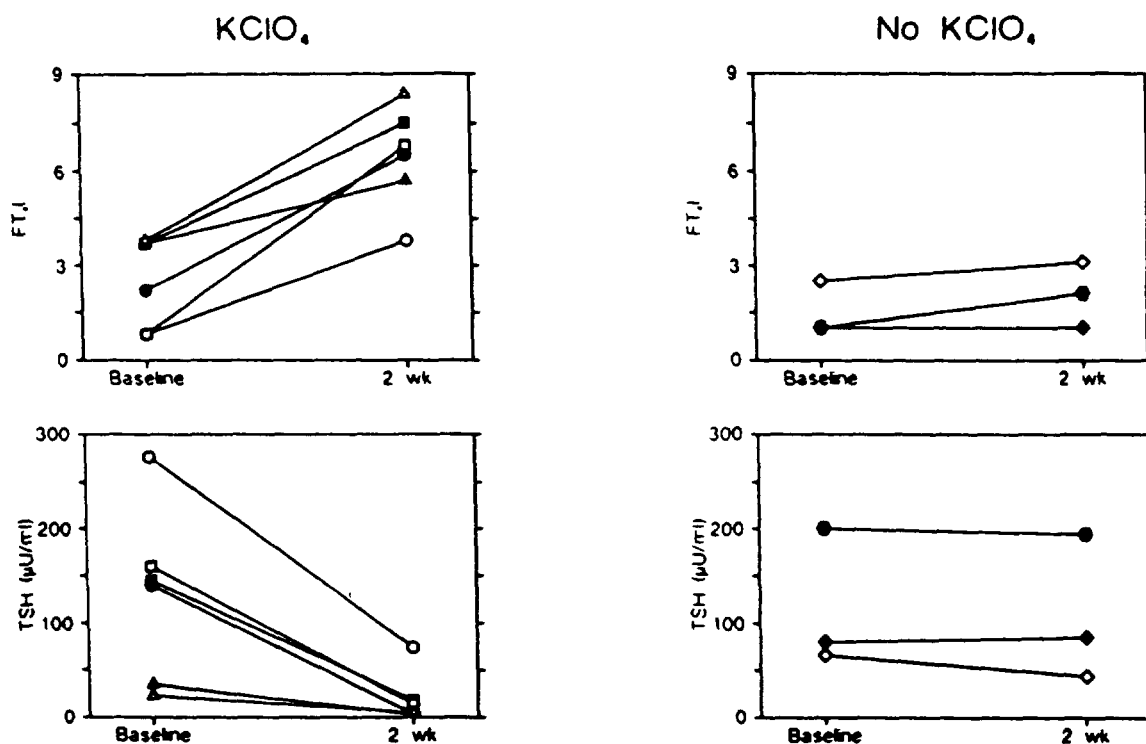 KClO₄
No KClO₄
9
6
3
0
FT₄I
Baseline
2 wk
9
6
3
0
FT₄I
Baseline
2 wk
300
200
100
0
TSH (µU/ml)
Baseline
2 wk
300
200
100
0
TSH (µU/ml)
Baseline
2 wk